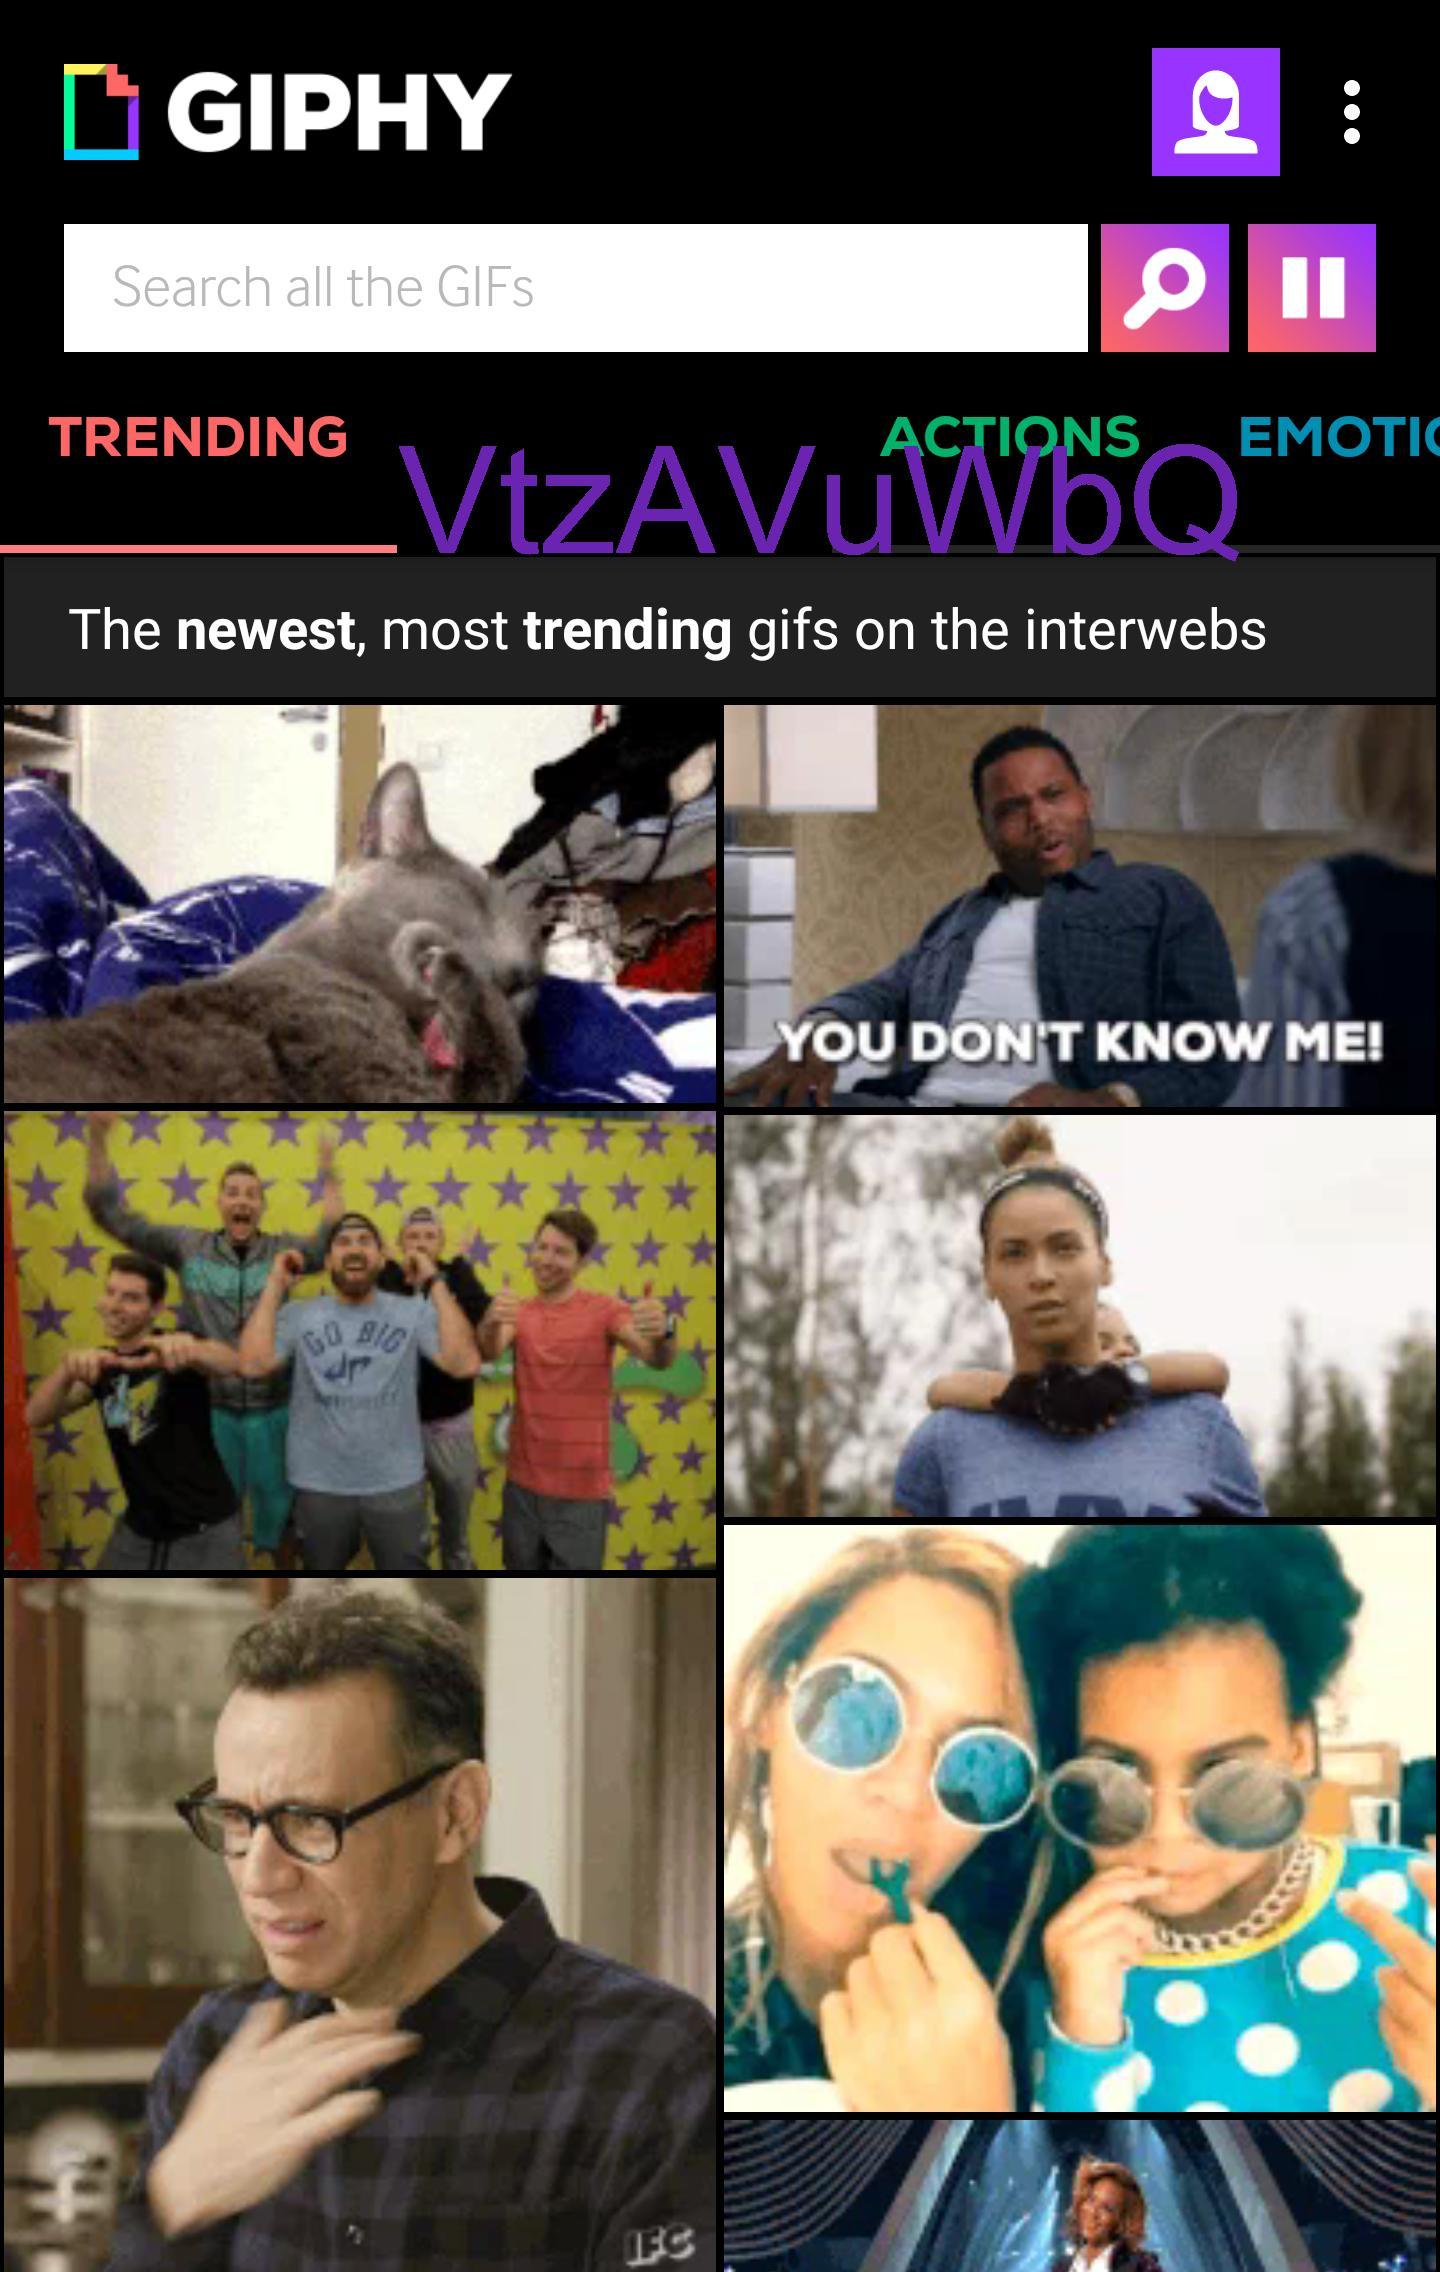 GIPHY
Search all the GIFs
TRENDING ACTIONS
VtzAVuWbQ
The newest, most trending gifs on the interwebs
YOU DON'T KNOW ME!
GO BIG
IFC